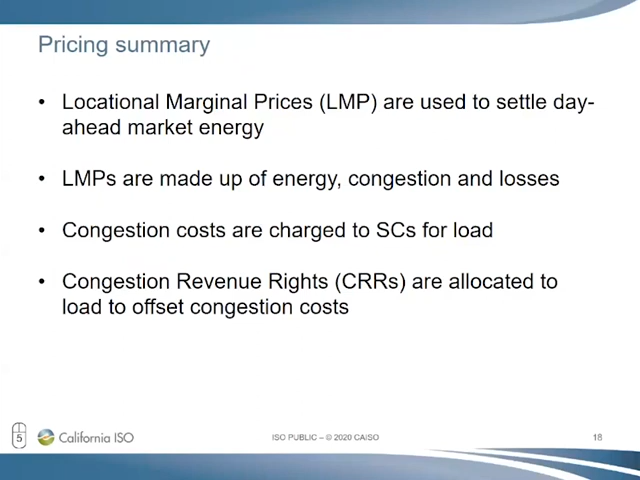 Pricing summary
• Locational Marginal Prices (LMP) are used to settle day-
ahead market energy
• LMPs are made up of energy, congestion and losses
• Congestion costs are charged to SCs for load
• Congestion Revenue Rights (CRRs) are allocated to
load to offset congestion costs
5
California ISO
ISO PUBLIC – © 2020 CAISO
18